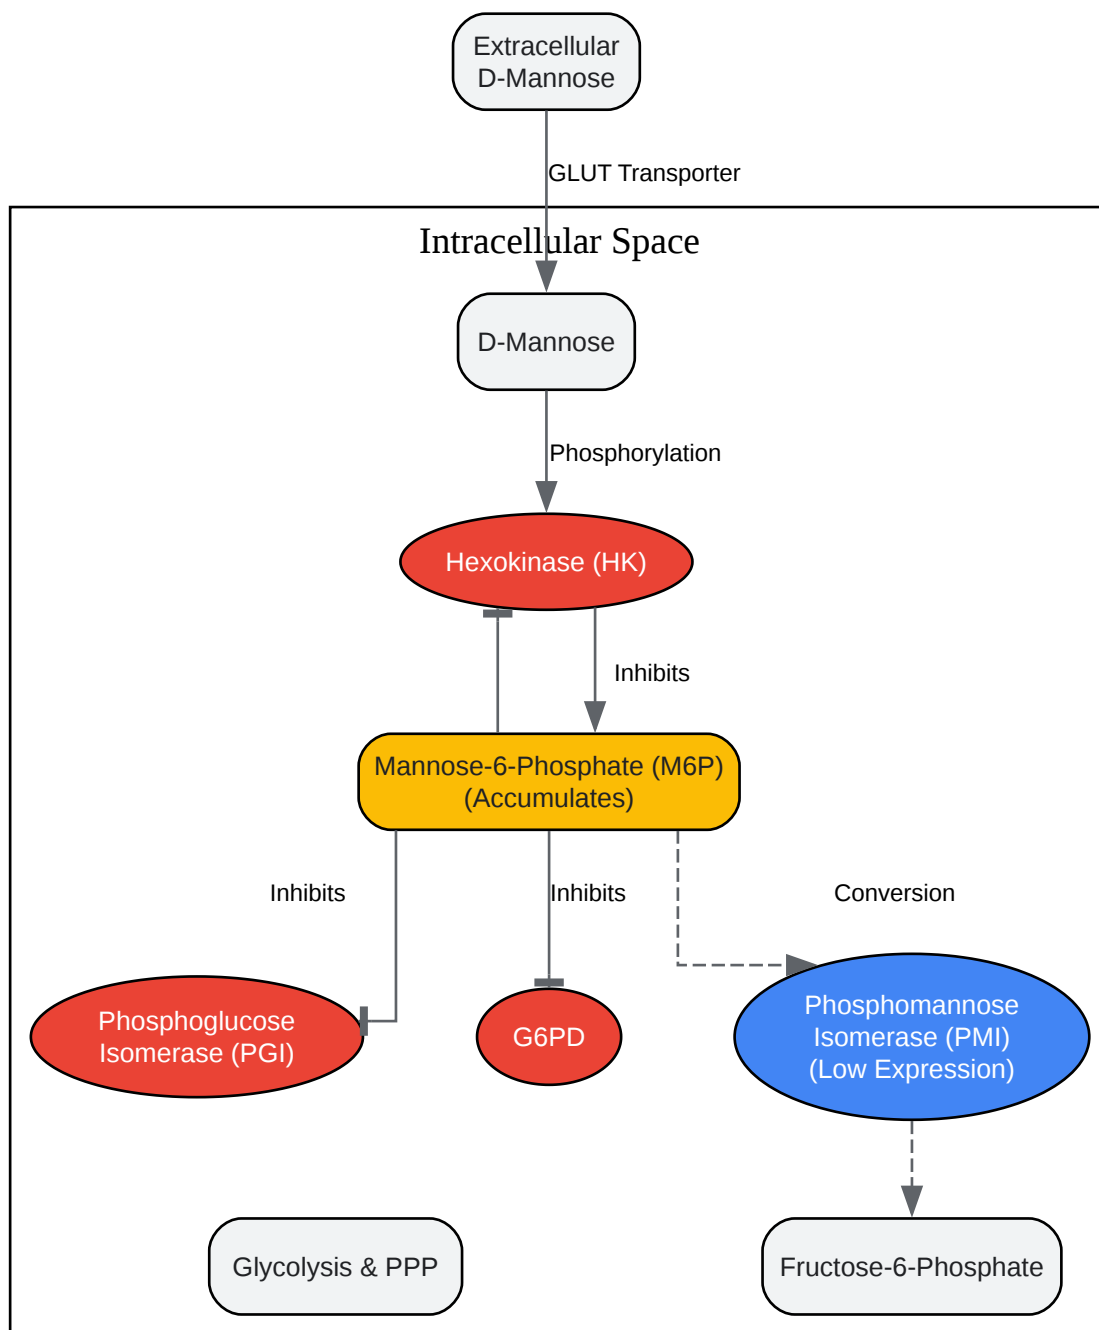 Extracellular
D-Mannose
GLUT Transporter
Intracellular Space
D-Mannose
Phosphorylation
Hexokinase (HK)
Inhibits
Mannose-6-Phosphate (M6P)
(Accumulates)
Inhibits
Inhibits
Conversion
Phosphoglucose
Isomerase (PGI)
G6PD
Phosphomannose
Isomerase (PMI)
(Low Expression)
Glycolysis & PPP
Fructose-6-Phosphate